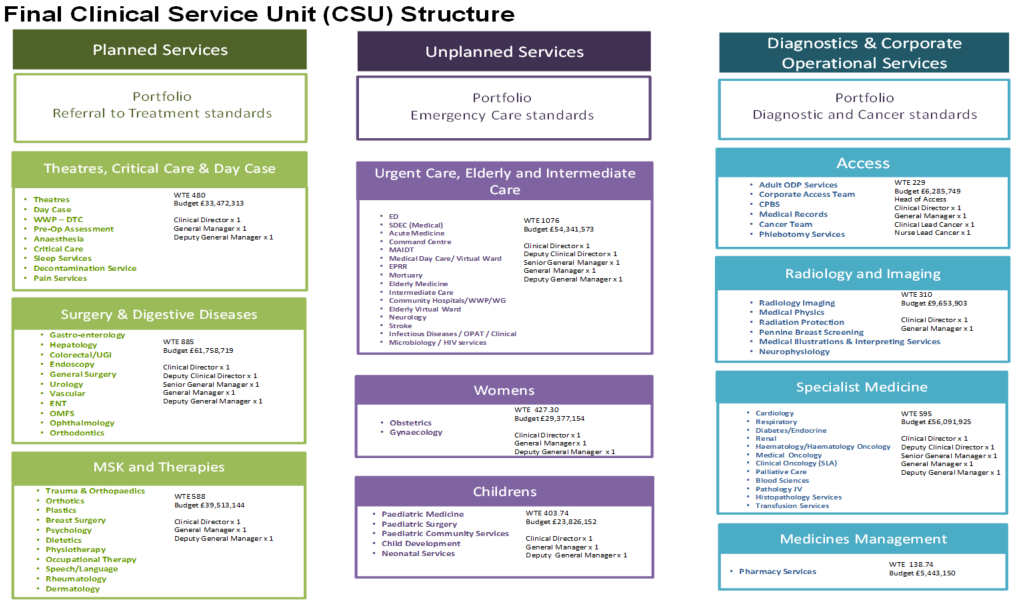 Final Clinical Service Unit (CSU) Structure
Planned Services
Portfolio
Referral to Treatment standards
Theatres, Critical Care & Day Case
• Theatres
• Day Case
• WWP – DTC
• Pre-Op Assessment
• Anaesthesia
• Critical Care
• Sleep Services
• Decontamination Service
• Pain Services
WTE 480
Budget £33,472,313
Clinical Director x 1
General Manager x 1
Deputy General Manager x 1
Surgery & Digestive Diseases
• Gastro-enterology
• Hepatology
• Colorectal/UGI
• Endoscopy
• General Surgery
• Urology
• Vascular
• ENT
• OMFS
• Ophthalmology
• Orthodontics
WTE 885
Budget £61,758,719
Clinical Director x 1
Deputy Clinical Director x 1
Senior General Manager x 1
General Manager x 1
Deputy General Manager x 1
MSK and Therapies
• Trauma & Orthopaedics
• Orthotics
• Plastics
• Breast Surgery
• Psychology
• Dietetics
• Physiotherapy
• Occupational Therapy
• Speech/Language
• Rheumatology
• Dermatology
WTE 588
Budget £39,513,144
Clinical Director x 1
General Manager x 1
Deputy General Manager x 1
Unplanned Services
Portfolio
Emergency Care standards
Urgent Care, Elderly and Intermediate
Care
• ED
• SDEC (Medical)
• Acute Medicine
• Command Centre
• MAIDT
• Medical Day Care/ Virtual Ward
• EPRR
• Mortuary
• Elderly Medicine
• Intermediate Care
• Community Hospitals/WWP/WG
• Elderly Virtual Ward
• Neurology
• Stroke
• Infectious Diseases / OPAT / Clinical
• Microbiology / HIV services
WTE 1076
Budget £54,341,573
Clinical Director x 1
Deputy Clinical Director x 1
Senior General Manager x 1
General Manager x 1
Deputy General Manager x 1
Womens
• Obstetrics
• Gynaecology
WTE 427.30
Budget £29,377,154
Clinical Director x 1
General Manager x 1
Deputy General Manager x 1
Childrens
• Paediatric Medicine
• Paediatric Surgery
• Paediatric Community Services
• Child Development
• Neonatal Services
WTE 403.74
Budget £23,826,152
Clinical Director x 1
General Manager x 1
Deputy General Manager x 1
Diagnostics & Corporate
Operational Services
Portfolio
Diagnostic and Cancer standards
Access
• Adult ODP Services
• Corporate Access Team
• CPBS
• Medical Records
• Cancer Team
• Phlebotomy Services
WTE 229
Budget £6,285,749
Head of Access
Clinical Director x 1
General Manager x 1
Clinical Lead Cancer x 1
Nurse Lead Cancer x 1
Radiology and Imaging
• Radiology Imaging
• Medical Physics
• Radiation Protection
• Pennine Breast Screening
• Medical Illustrations & Interpreting Services
• Neurophysiology
WTE 310
Budget £9,653,903
Clinical Director x 1
General Manager x 1
Specialist Medicine
• Cardiology
• Respiratory
• Diabetes/Endocrine
• Renal
• Haematology/Haematology Oncology
• Medical Oncology
• Clinical Oncology (SLA)
• Palliative Care
• Blood Sciences
• Pathology JV
• Histopathology Services
• Transfusion Services
WTE 595
Budget £56,091,925
Clinical Director x 1
Deputy Clinical Director x 1
Senior General Manager x 1
General Manager x 1
Deputy General Manager x 1
Medicines Management
• Pharmacy Services
WTE 138.74
Budget £5,443,150